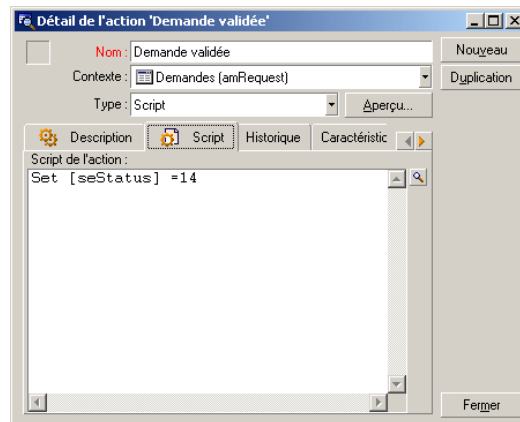 Détail de l'action 'Demande validée'
Nom : Demande validée
Nouveau
Contexte : Demandes (amRequest)
Duplication
Type : Script
Aperçu...
Description Script Historique Caractéristic
Script de l'action :
Set [seStatus] =14
Fermer